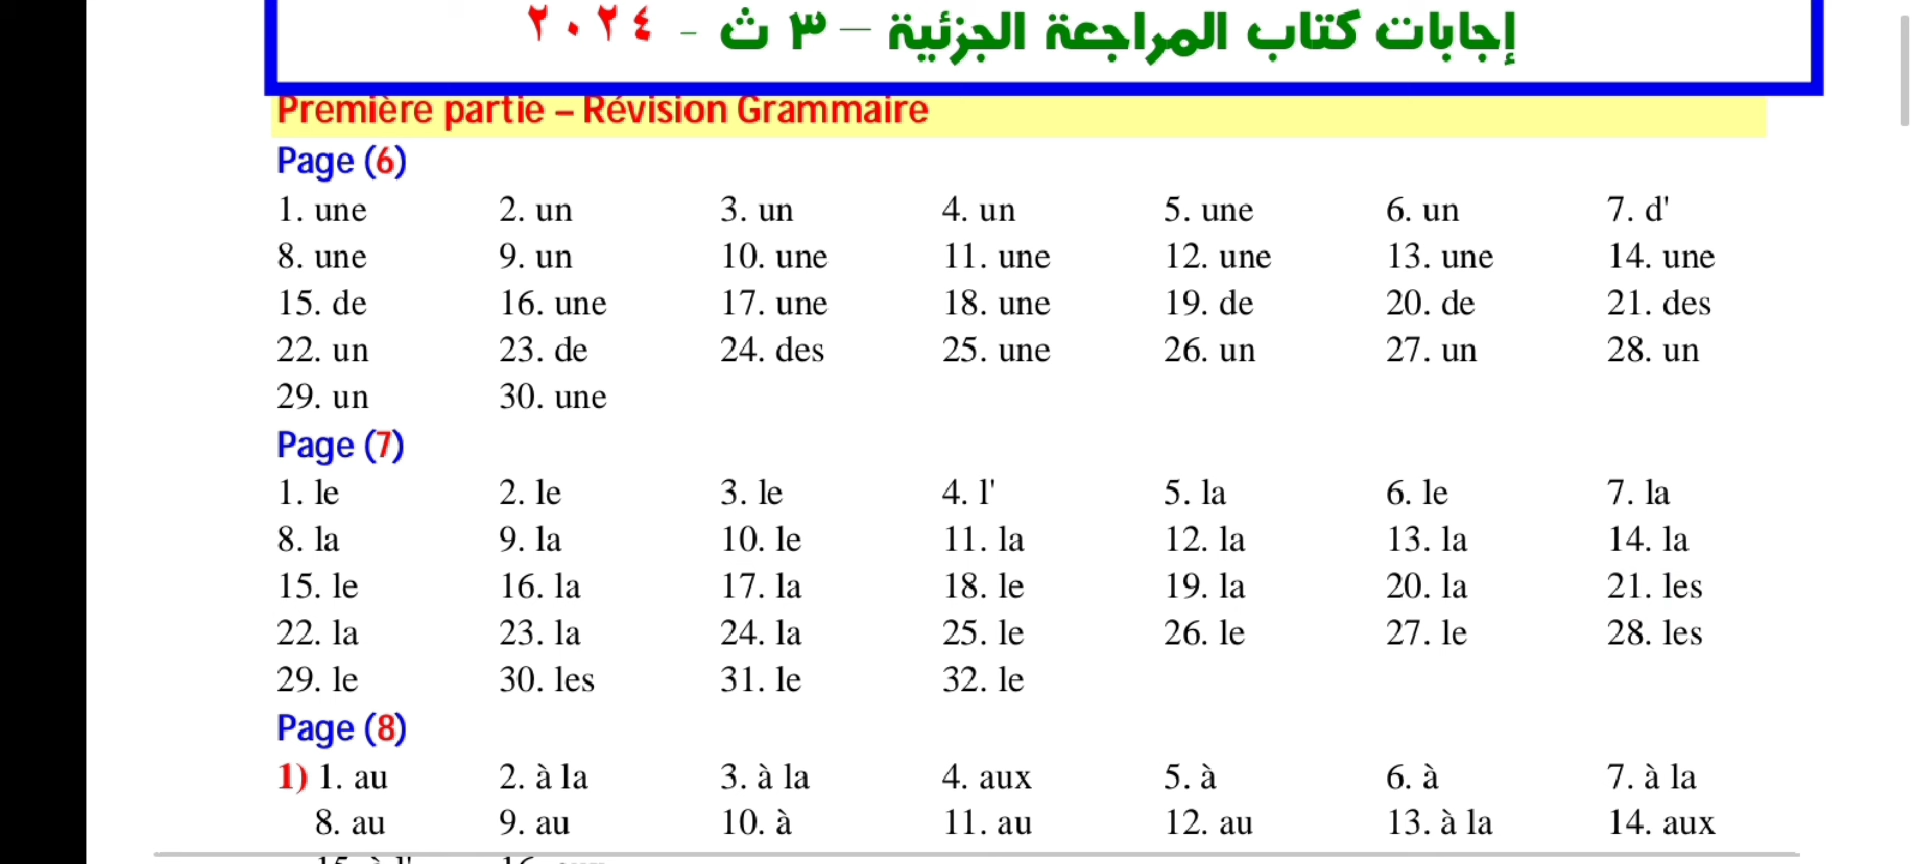 إجابات كتاب المراجعة الجزئية – ٣ ث - ٢٠٢٤
Première partie – Révision Grammaire
Page (6)
1. une 2. un 3. un 4. un 5. une 6. un 7. d'
8. une 9. un 10. une 11. une 12. une 13. une 14. une
15. de 16. une 17. une 18. une 19. de 20. de 21. des
22. un 23. de 24. des 25. une 26. un 27. un 28. un
29. un 30. une
Page (7)
1. le 2. le 3. le 4. l' 5. la 6. le 7. la
8. la 9. la 10. le 11. la 12. la 13. la 14. la
15. le 16. la 17. la 18. le 19. la 20. la 21. les
22. la 23. la 24. la 25. le 26. le 27. le 28. les
29. le 30. les 31. le 32. le
Page (8)
1) 1. au 2. à la 3. à la 4. aux 5. à 6. à 7. à la
8. au 9. au 10. à 11. au 12. au 13. à la 14. aux